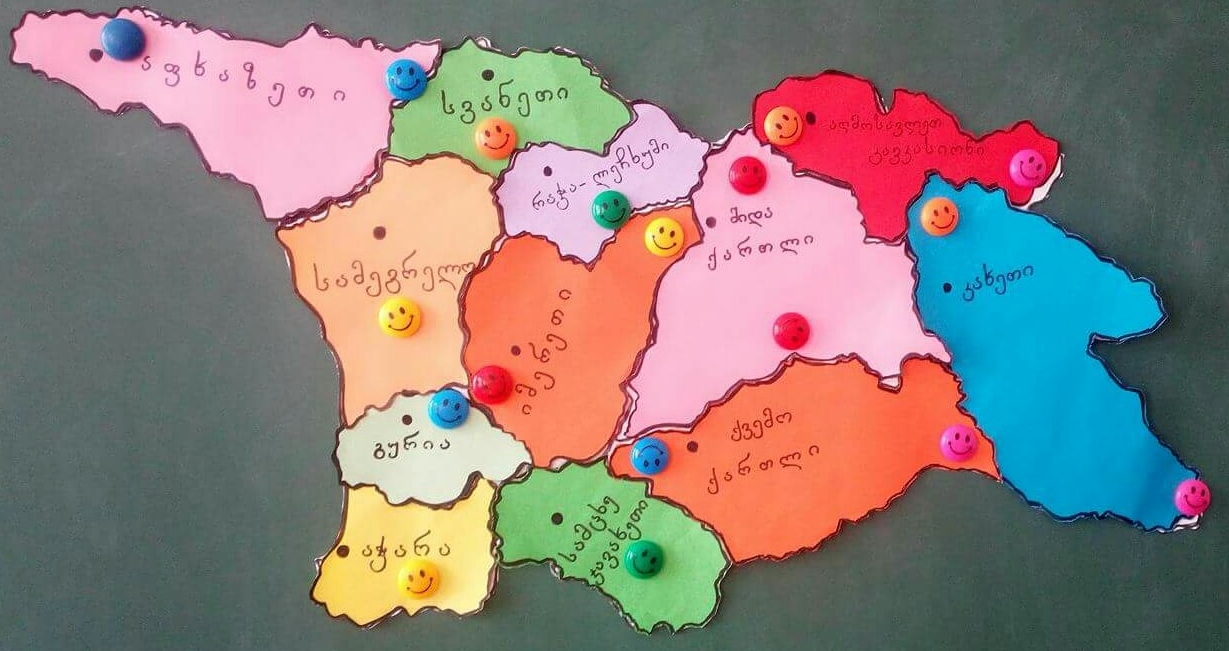 აფხაზეთი
სვანეთი
რაჭა-ლეჩხუმი
აღმოსავლეთ
კავკასიონი
სამეგრელო
იმერეთი
შიდა
ქართლი
კახეთი
გურია
ქვემო
ქართლი
აჭარა
სამცხე
ჯავახეთი